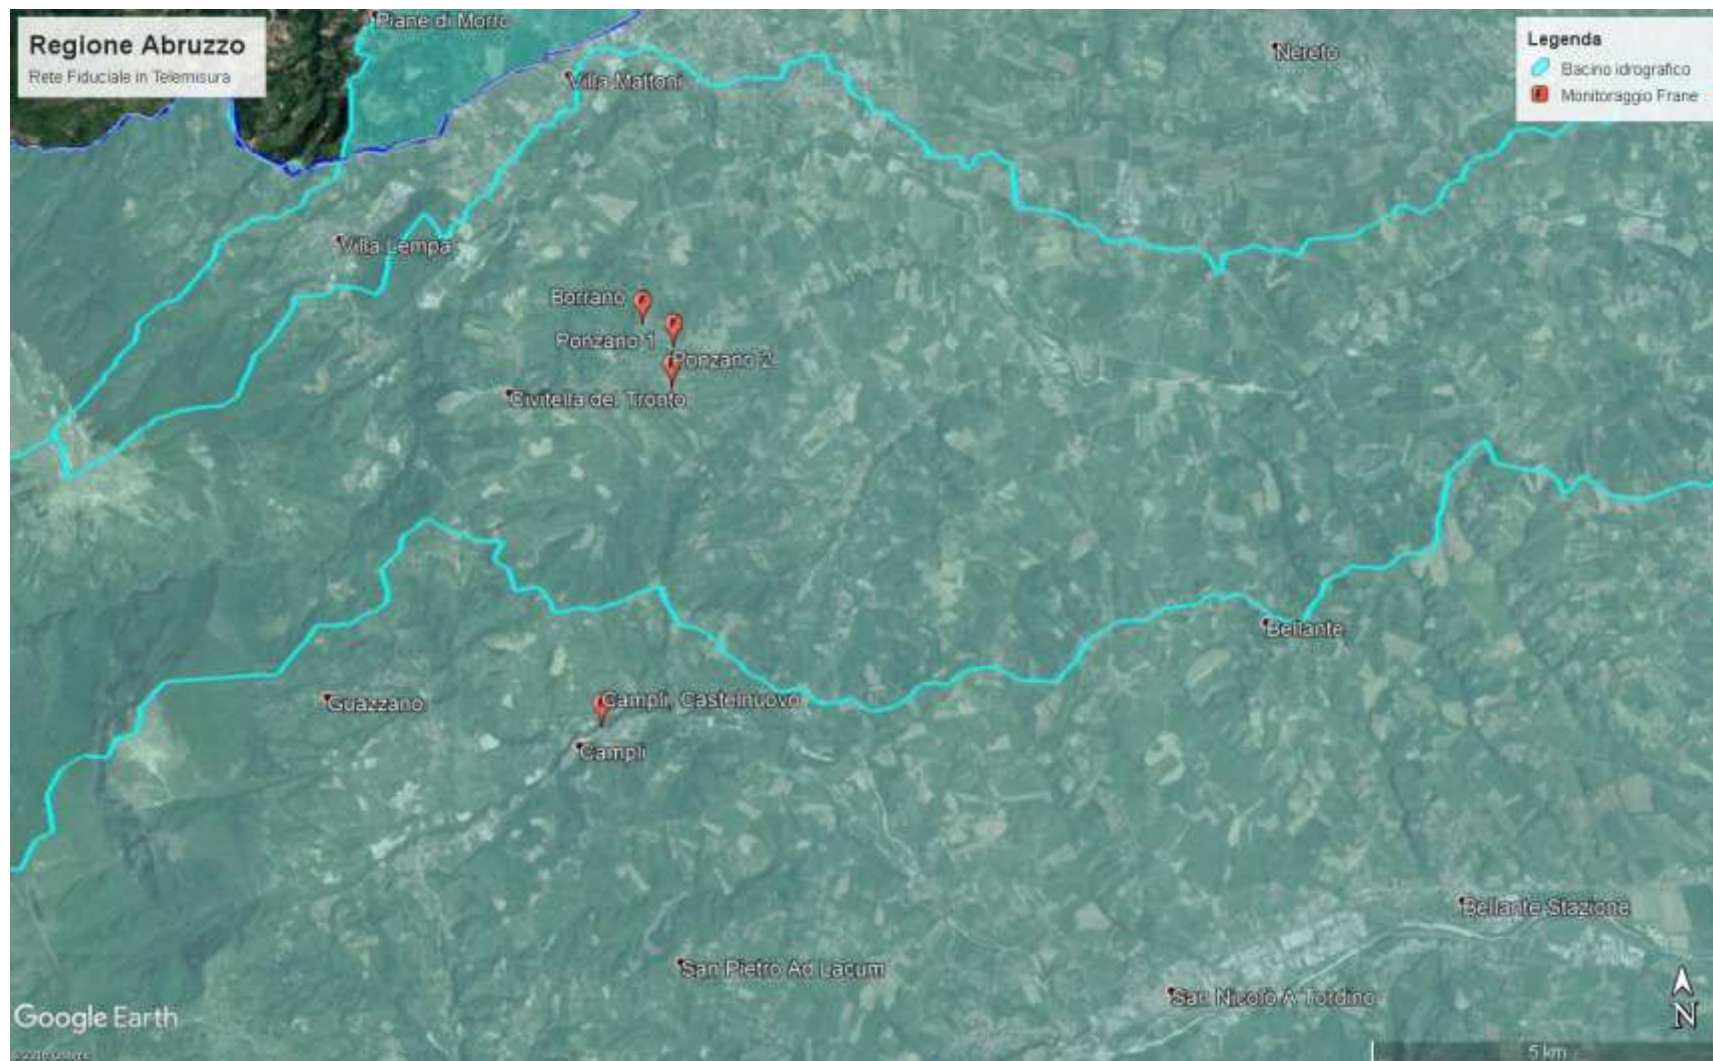 Piane di Morro
Regione Abruzzo
Rete Fiduciale in Telemisura
Legenda
Bacino idrografico
Monitoraggio Frane
Nereto
Villa Mattoni
Villa Lempa
Borrano
Ponzano 1
Ponzano 2
Civitella del Tronto
Bellante
Guazzano
Campli, Castelnuovo
Campli
Bellante Stazione
San Pietro Ad Lacum
San Nicolò A Tordino
Google Earth
N
5 km